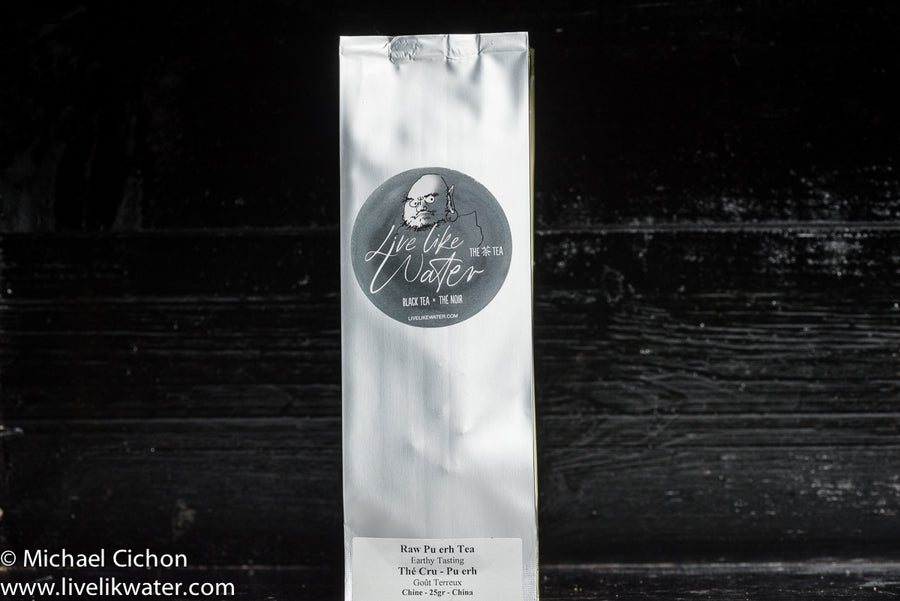 Live like
THE 茶 TEA
Water
BLACK TEA • THÉ NOIR
LIVELIKEWATER.COM
Raw Pu erh Tea
Earthy Tasting
Thé Cru - Pu erh
Goût Terreux
Chine - 25gr - China
© Michael Cichon
www.livelikwater.com